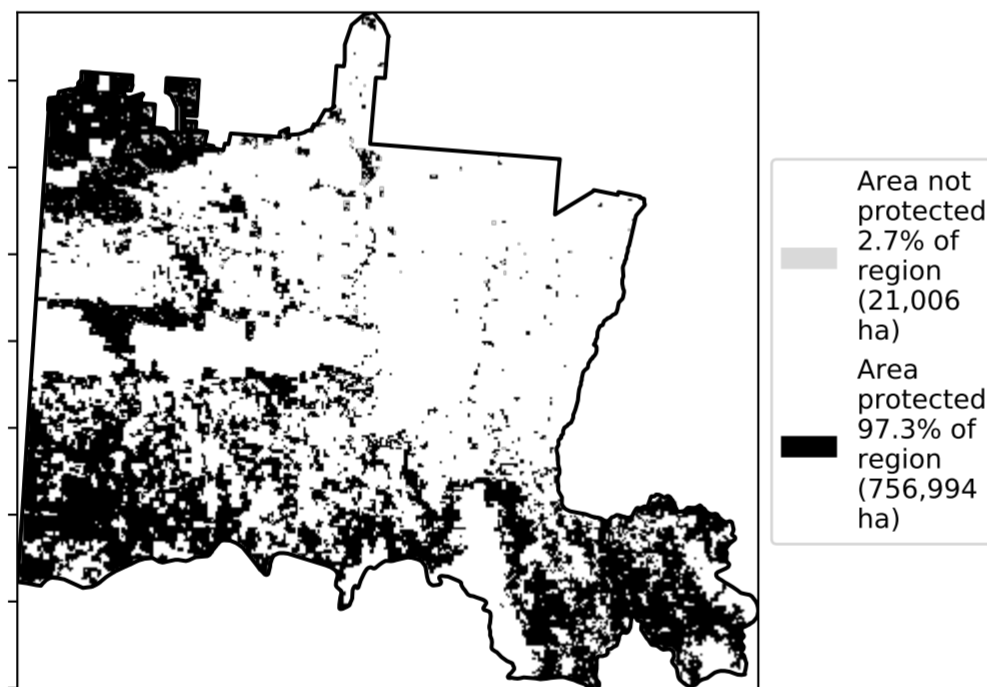 Area not
protected
2.7% of
region
(21,006
ha)
Area
protected
97.3% of
region
(756,994
ha)